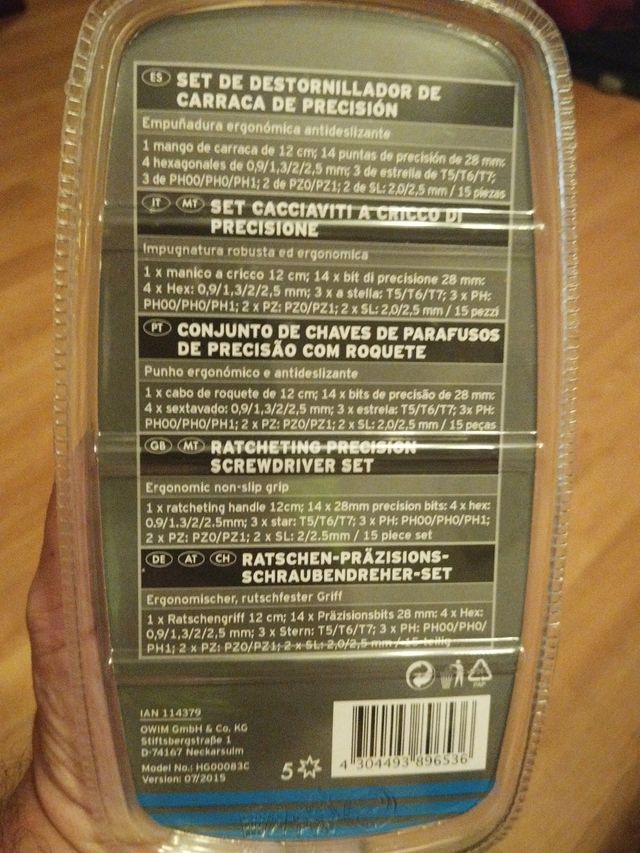 ES SET DE DESTORNILLADOR DE
CARRACA DE PRECISIÓN
Empuñadura ergonómica antideslizante
1 mango de carraca de 12 cm; 14 puntas de precisión de 28 mm:
4 hexagonales de 0,9/1,3/2/2,5 mm; 3 de estrella de T5/T6/T7;
3 de PH00/PH0/PH1; 2 de PZ0/PZ1; 2 de SL: 2,0/2,5 mm / 15 piezas
IT MT SET CACCIAVITI A CRICCO DI
PRECISIONE
Impugnatura robusta ed ergonomica
1 x manico a cricco 12 cm; 14 x bit di precisione 28 mm:
4 x Hex: 0,9/1,3/2/2,5 mm; 3 x a stella: T5/T6/T7; 3 x PH:
PH00/PH0/PH1; 2 x PZ: PZ0/PZ1; 2 x SL: 2,0/2,5 mm / 15 pezzi
PT CONJUNTO DE CHAVES DE PARAFUSOS
DE PRECISÃO COM ROQUETE
Punho ergonómico e antideslizante
1 x cabo de roquete de 12 cm; 14 x bits de precisão de 28 mm:
4 x sextavado: 0,9/1,3/2/2,5 mm; 3 x estrela: T5/T6/T7; 3x PH:
PH00/PH0/PH1; 2 x PZ: PZ0/PZ1; 2 x SL: 2,0/2,5 mm / 15 peças
GB MT RATCHETING PRECISION
SCREWDRIVER SET
Ergonomic non-slip grip
1 x ratcheting handle 12cm; 14 x 28mm precision bits: 4 x hex:
0.9/1.3/2/2.5mm; 3 x star: T5/T6/T7; 3 x PH: PH00/PH0/PH1;
2 x PZ: PZ0/PZ1; 2 x SL: 2/2.5mm / 15 piece set
DE AT CH RATSCHEN-PRÄZISIONS-
SCHRAUBENDREHER-SET
Ergonomischer, rutschfester Griff
1 x Ratschengriff 12 cm; 14 x Präzisionsbits 28 mm: 4 x Hex:
0,9/1,3/2/2,5 mm; 3 x Stern: T5/T6/T7; 3 x PH: PH00/PH0/
PH1; 2 x PZ: PZ0/PZ1; 2 x SL: 2,0/2,5 mm / 15-teilig
PAP
IAN 114379
OWIM GmbH & Co. KG
Stiftsbergstraße 1
D-74167 Neckarsulm
Model No.: HG00083C
Version: 07/2015
5
4 304493 896536